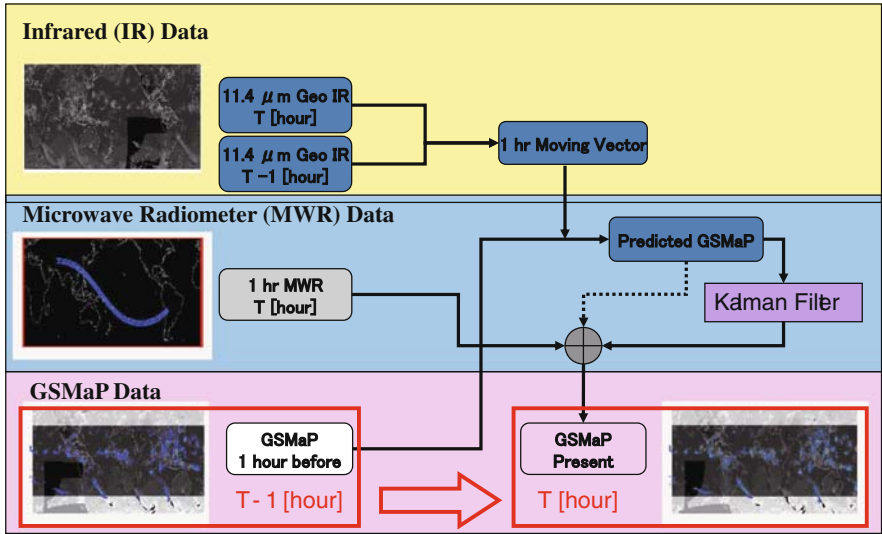 Infrared (IR) Data
11.4 μm Geo IR
T [hour]
11.4 μm Geo IR
T −1 [hour]
1 hr Moving Vector
Microwave Radiometer (MWR) Data
1 hr MWR
T [hour]
Predicted GSMaP
Kalman Filter
GSMaP Data
GSMaP
1 hour before
T - 1 [hour]
GSMaP
Present
T [hour]